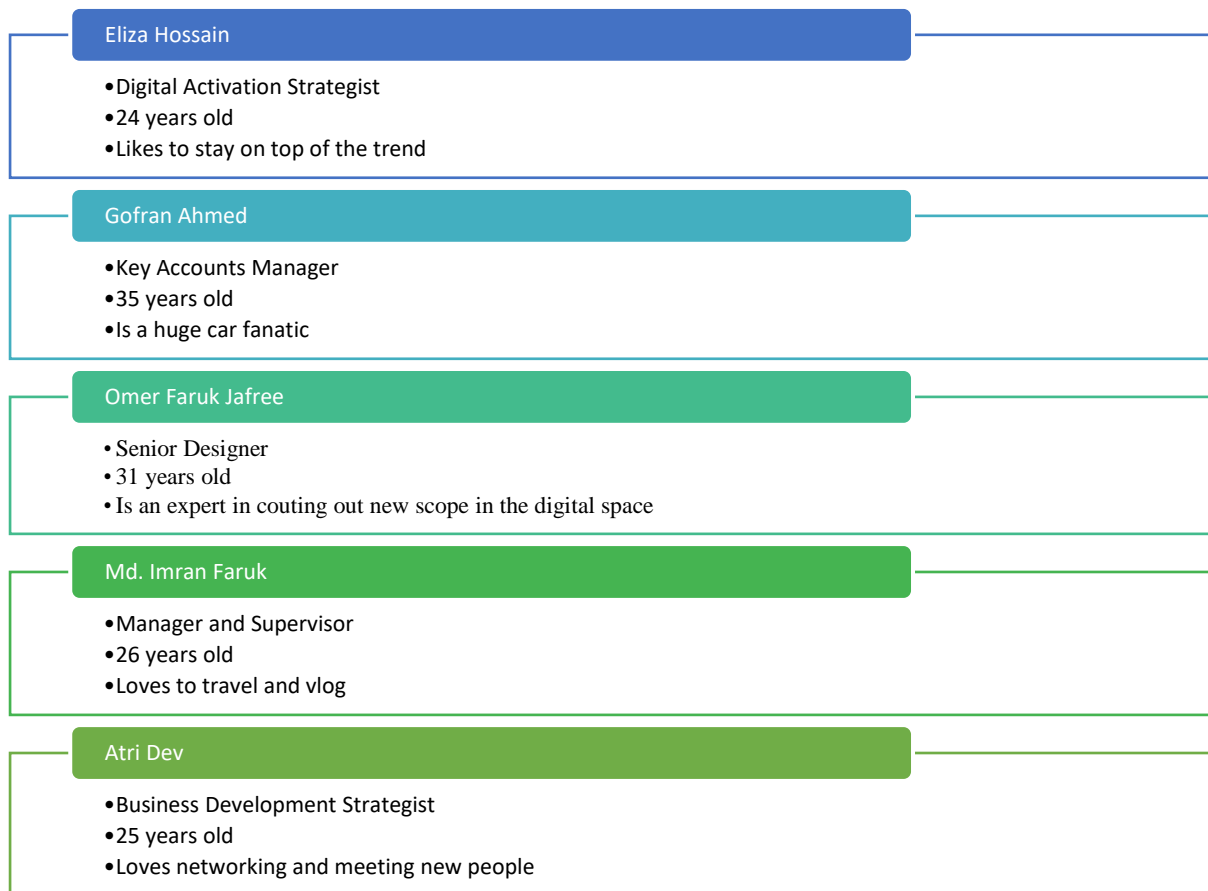 Eliza Hossain
•Digital Activation Strategist
•24 years old
•Likes to stay on top of the trend
Gofran Ahmed
•Key Accounts Manager
•35 years old
•Is a huge car fanatic
Omer Faruk Jafree
• Senior Designer
• 31 years old
• Is an expert in couting out new scope in the digital space
Md. Imran Faruk
•Manager and Supervisor
•26 years old
•Loves to travel and vlog
Atri Dev
•Business Development Strategist
•25 years old
•Loves networking and meeting new people